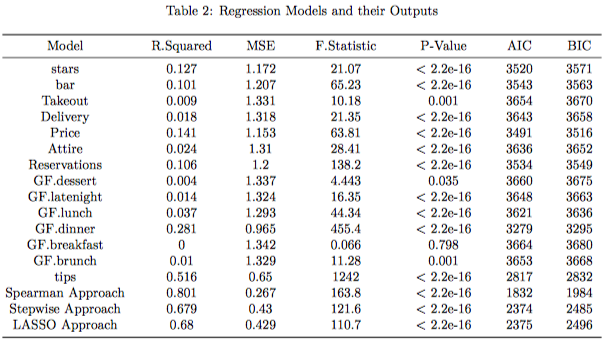 Table 2: Regression Models and their Outputs
Model R.Squared MSE F.Statistic P-Value AIC BIC
stars 0.127 1.172 21.07 < 2.2e-16 3520 3571
bar 0.101 1.207 65.23 < 2.2e-16 3543 3563
Takeout 0.009 1.331 10.18 0.001 3654 3670
Delivery 0.018 1.318 21.35 < 2.2e-16 3643 3658
Price 0.141 1.153 63.81 < 2.2e-16 3491 3516
Attire 0.024 1.31 28.41 < 2.2e-16 3636 3652
Reservations 0.106 1.2 138.2 < 2.2e-16 3534 3549
GF.dessert 0.004 1.337 4.443 0.035 3660 3675
GF.latenight 0.014 1.324 16.35 < 2.2e-16 3648 3663
GF.lunch 0.037 1.293 44.34 < 2.2e-16 3621 3636
GF.dinner 0.281 0.965 455.4 < 2.2e-16 3279 3295
GF.breakfast 0 1.342 0.066 0.798 3664 3680
GF.brunch 0.01 1.329 11.28 0.001 3653 3668
tips 0.516 0.65 1242 < 2.2e-16 2817 2832
Spearman Approach 0.801 0.267 163.8 < 2.2e-16 1832 1984
Stepwise Approach 0.679 0.43 121.6 < 2.2e-16 2374 2485
LASSO Approach 0.68 0.429 110.7 < 2.2e-16 2375 2496